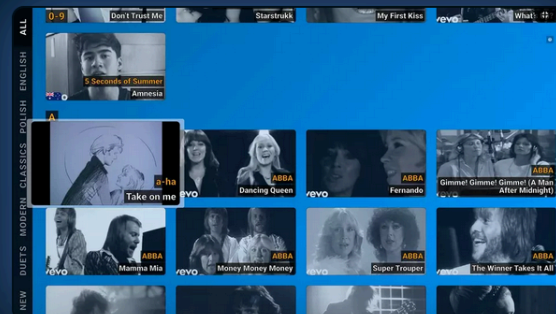 ALL
ENGLISH
POLISH
CLASSICS
MODERN
DUETS
NEW
0-9
Don't Trust Me
Starstrukk
My First Kiss
What
5 Seconds of Summer
Amnesia
A
a-ha
Take on me
vevo
ABBA
Dancing Queen
vevo
ABBA
Fernando
vevo
ABBA
Gimme! Gimme! Gimme! (A Man
After Midnight)
vevo
ABBA
Mamma Mia
vevo
ABBA
Money Money Money
vevo
ABBA
Super Trouper
vevo
ABBA
The Winner Takes It All